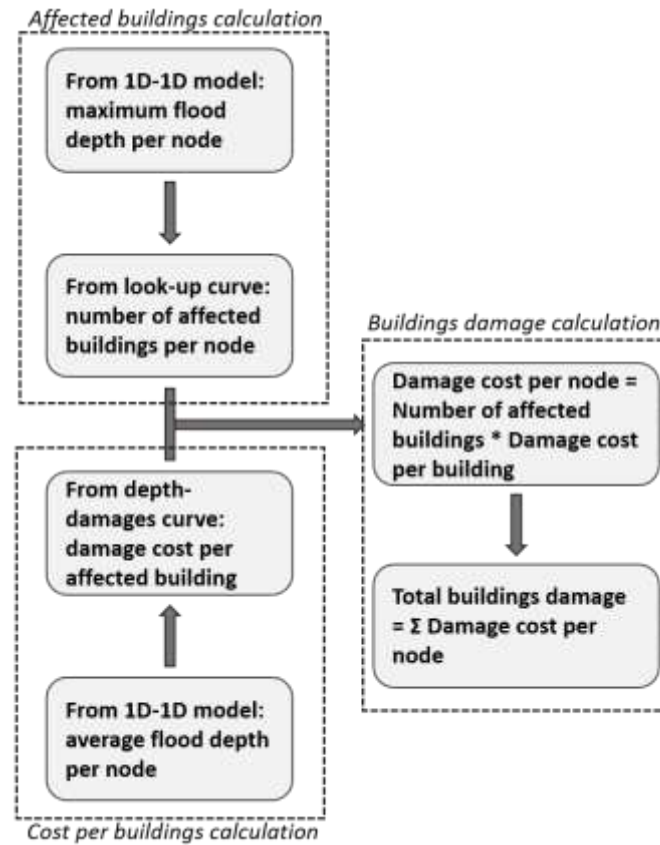 Affected buildings calculation
From 1D-1D model:
maximum flood
depth per node
From look-up curve:
number of affected
buildings per node
Buildings damage calculation
Damage cost per node =
Number of affected
buildings * Damage cost
per building
From depth-
damages curve:
damage cost per
affected building
Total buildings damage
= Σ Damage cost per
node
From 1D-1D model:
average flood depth
per node
Cost per buildings calculation